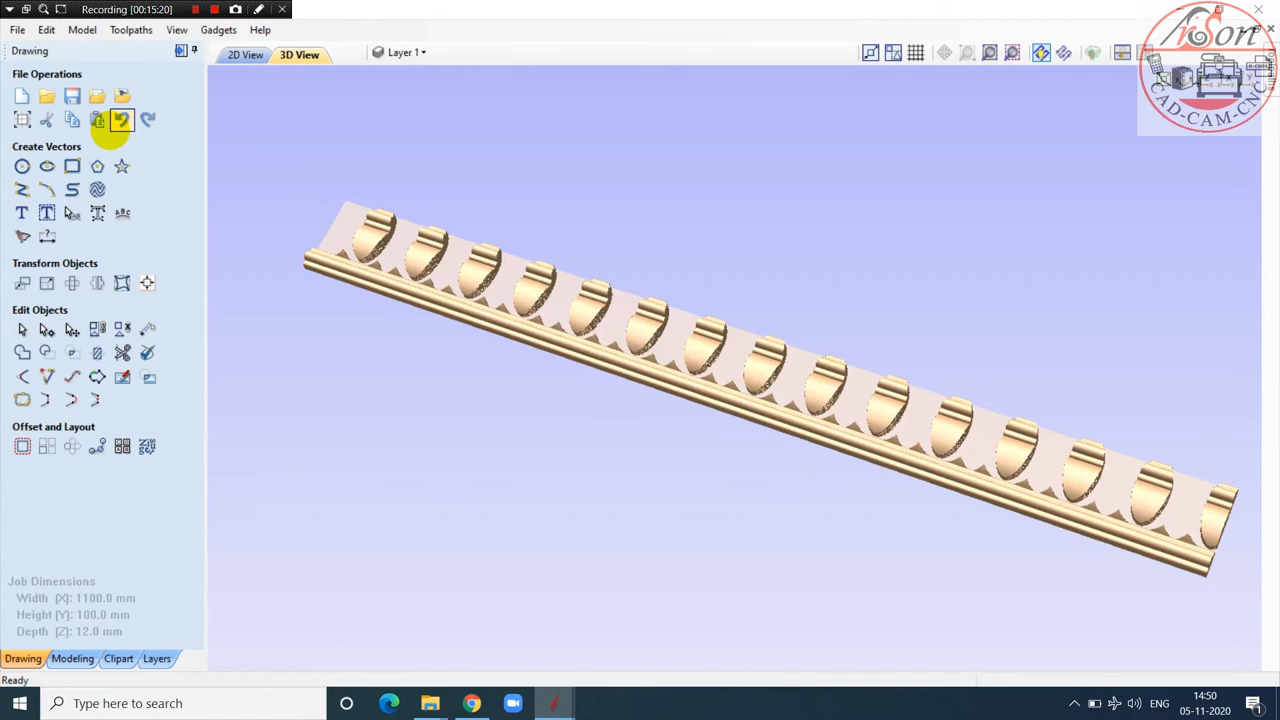 Recording [00:15:20]
File Edit Model Toolpaths View Gadgets Help
Drawing
2D View 3D View Layer 1
File Operations
Create Vectors
Transform Objects
Edit Objects
Offset and Layout
Job Dimensions
Width (X): 1100.0 mm
Height (Y): 100.0 mm
Depth (Z): 12.0 mm
Drawing Modeling Clipart Layers
Ready
Type here to search
ENG
14:50
05-11-2020
CAD-CAM-CNC